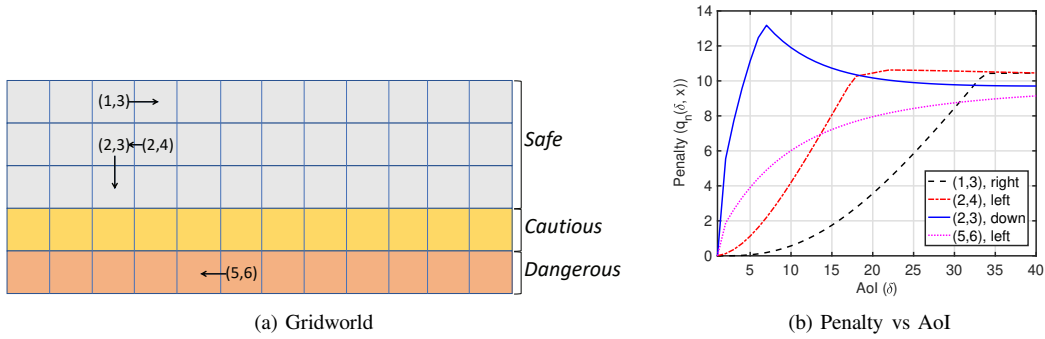 (1,3)
(2,3) (2,4)
(5,6)
Safe
Cautious
Dangerous
(a) Gridworld
Penalty (qₙ(δ, x))
14
12
10
8
6
4
2
0
5 10 15 20 25 30 35 40
AoI (δ)
(1,3), right
(2,4), left
(2,3), down
(5,6), left
(b) Penalty vs AoI